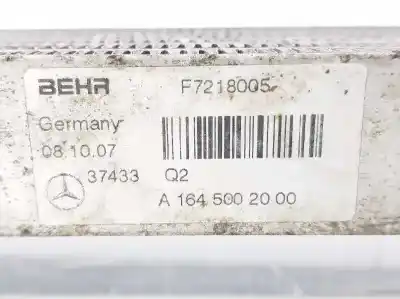 BEHR F7218005
Germany
08.10.07
37433 Q2
A 164 500 20 00